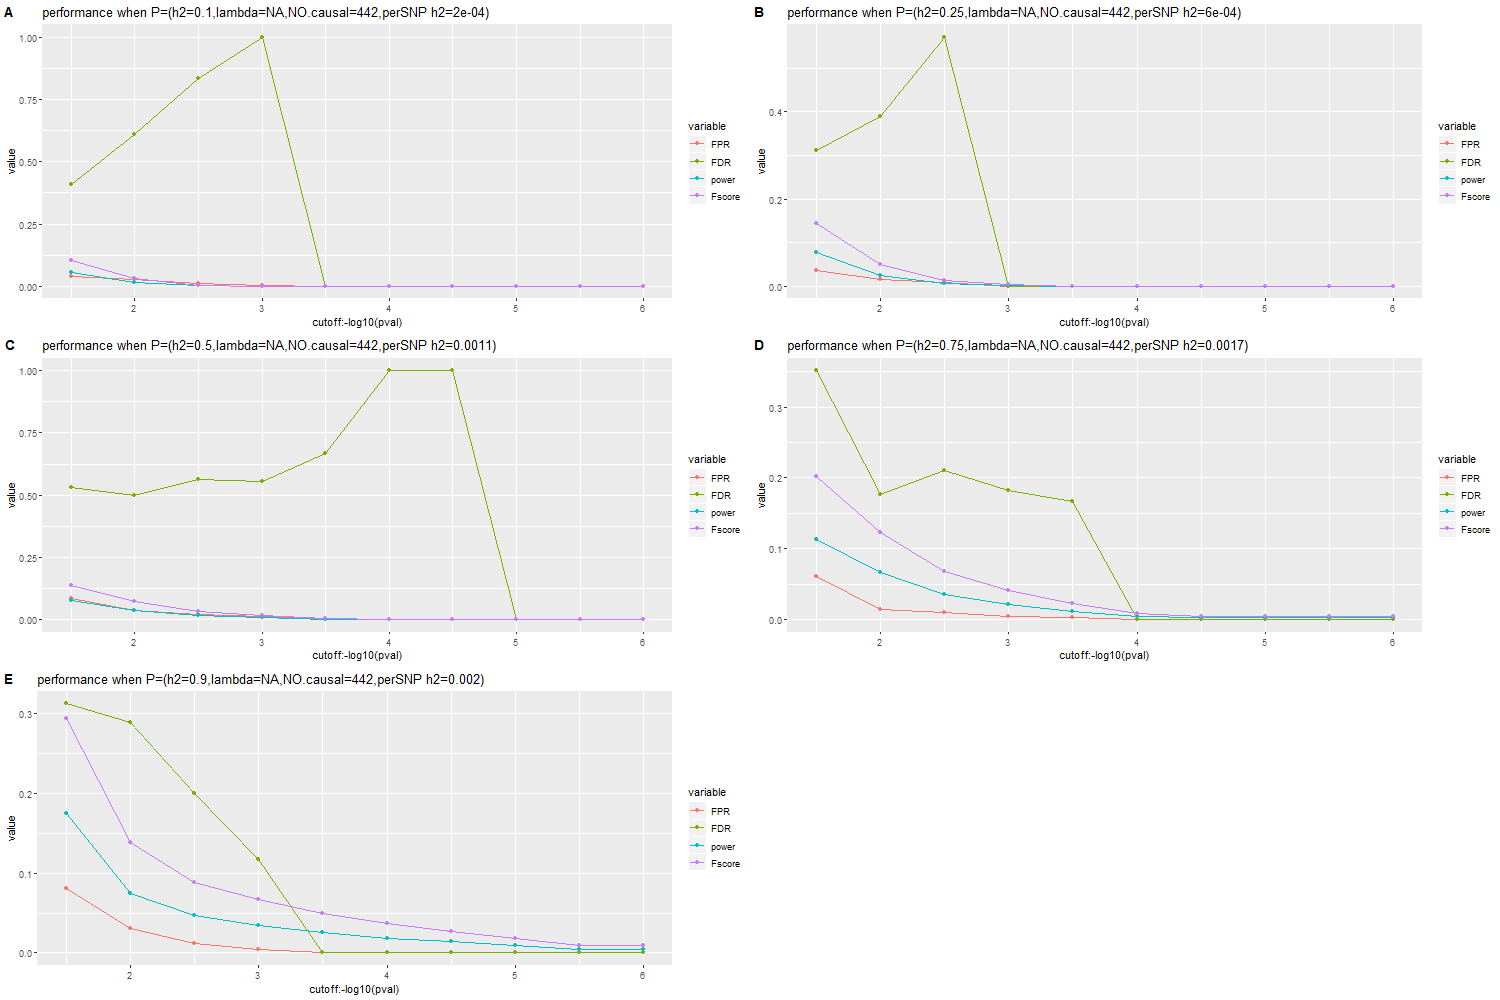 A performance when P=(h2=0.1,lambda=NA,NO.causal=442,perSNP h2=2e-04)
1.00
0.75
0.50
0.25
0.00
value
2 3 4 5 6
cutoff:-log10(pval)
variable
FPR
FDR
power
Fscore
B performance when P=(h2=0.25,lambda=NA,NO.causal=442,perSNP h2=6e-04)
0.4
0.2
0.0
value
2 3 4 5 6
cutoff:-log10(pval)
variable
FPR
FDR
power
Fscore
C performance when P=(h2=0.5,lambda=NA,NO.causal=442,perSNP h2=0.0011)
1.00
0.75
0.50
0.25
0.00
value
2 3 4 5 6
cutoff:-log10(pval)
variable
FPR
FDR
power
Fscore
D performance when P=(h2=0.75,lambda=NA,NO.causal=442,perSNP h2=0.0017)
0.3
0.2
0.1
0.0
value
2 3 4 5 6
cutoff:-log10(pval)
variable
FPR
FDR
power
Fscore
E performance when P=(h2=0.9,lambda=NA,NO.causal=442,perSNP h2=0.002)
0.3
0.2
0.1
0.0
value
2 3 4 5 6
cutoff:-log10(pval)
variable
FPR
FDR
power
Fscore